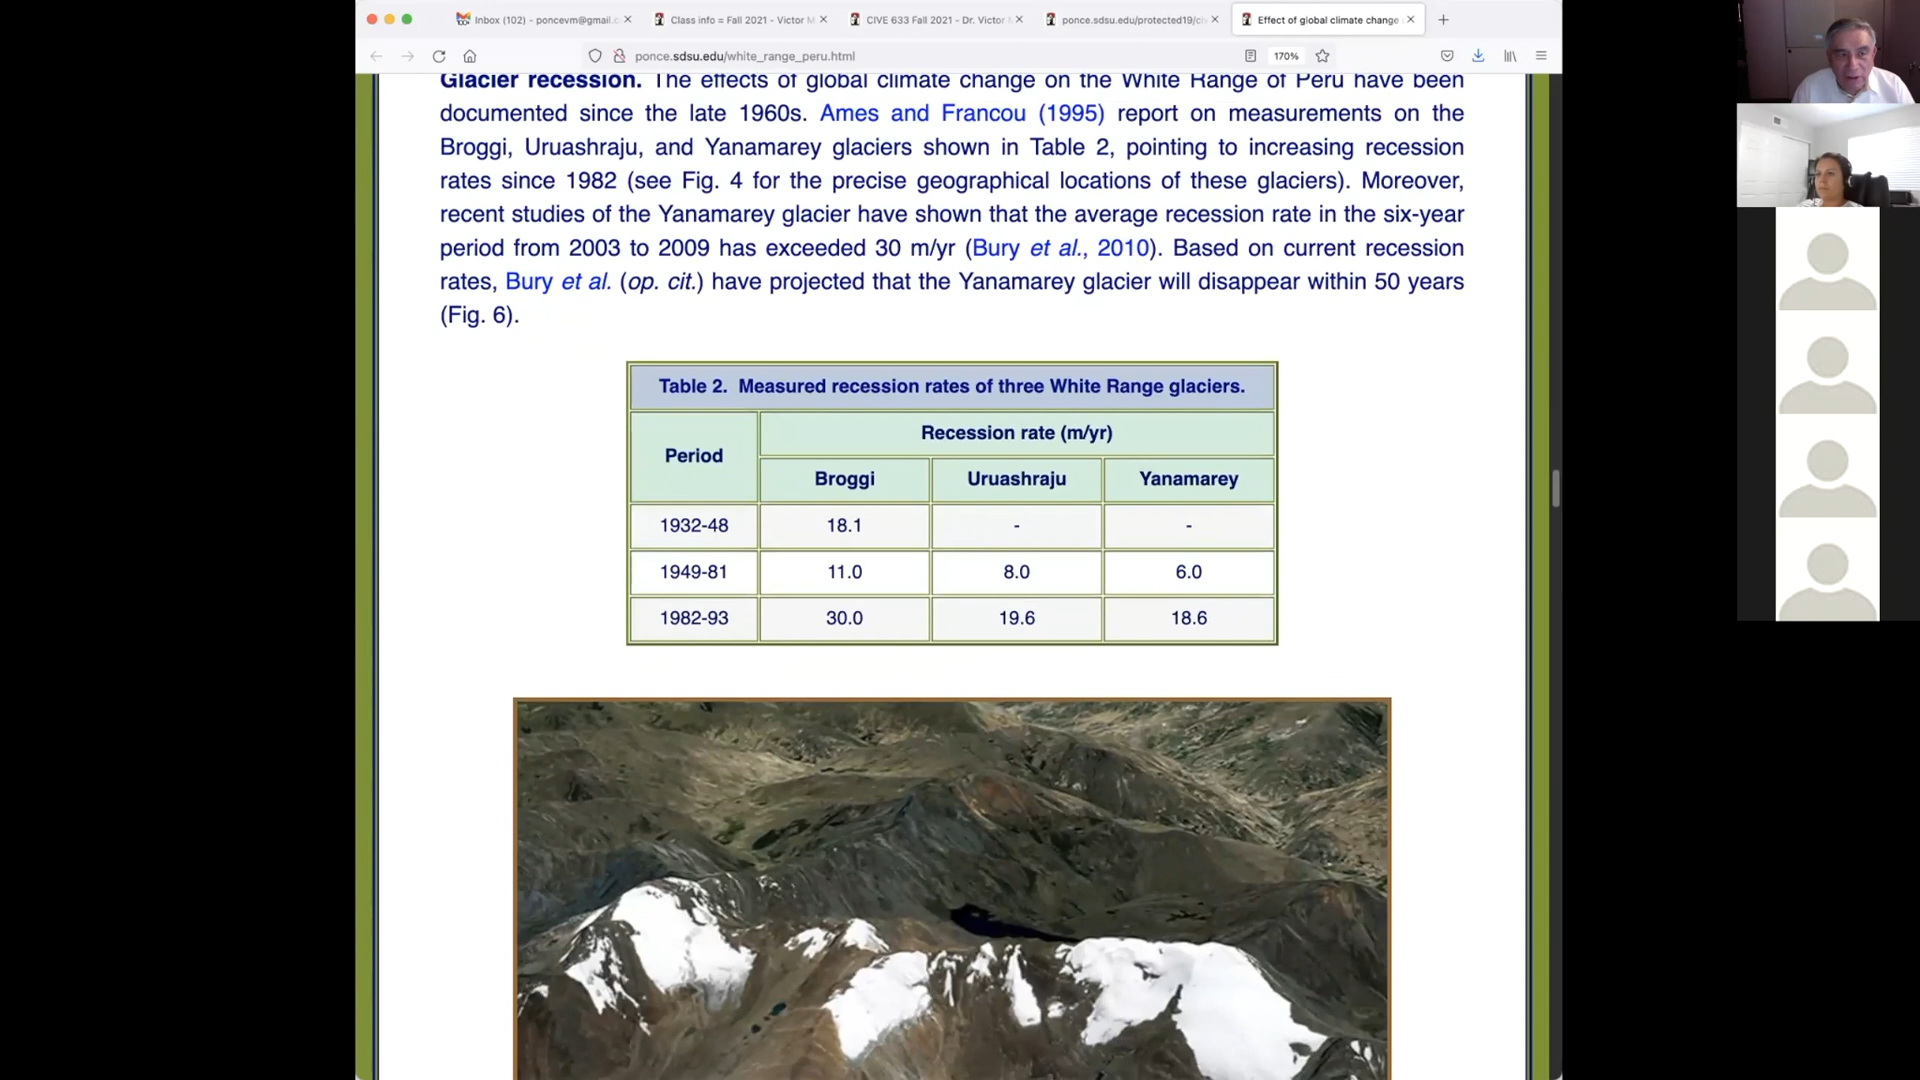 Inbox (102) - poncevm@gmail.c
Class info = Fall 2021 - Victor M
CIVE 633 Fall 2021 - Dr. Victor
ponce.sdsu.edu/protected19/ci
Effect of global climate change
ponce.sdsu.edu/white_range_peru.html
170%
Glacier recession. The effects of global climate change on the White Range of Peru have been
documented since the late 1960s. Ames and Francou (1995) report on measurements on the
Broggi, Uruashraju, and Yanamarey glaciers shown in Table 2, pointing to increasing recession
rates since 1982 (see Fig. 4 for the precise geographical locations of these glaciers). Moreover,
recent studies of the Yanamarey glacier have shown that the average recession rate in the six-year
period from 2003 to 2009 has exceeded 30 m/yr (Bury et al., 2010). Based on current recession
rates, Bury et al. (op. cit.) have projected that the Yanamarey glacier will disappear within 50 years
(Fig. 6).
Table 2. Measured recession rates of three White Range glaciers.
Period
Recession rate (m/yr)
Broggi Uruashraju Yanamarey
1932-48 18.1 - -
1949-81 11.0 8.0 6.0
1982-93 30.0 19.6 18.6